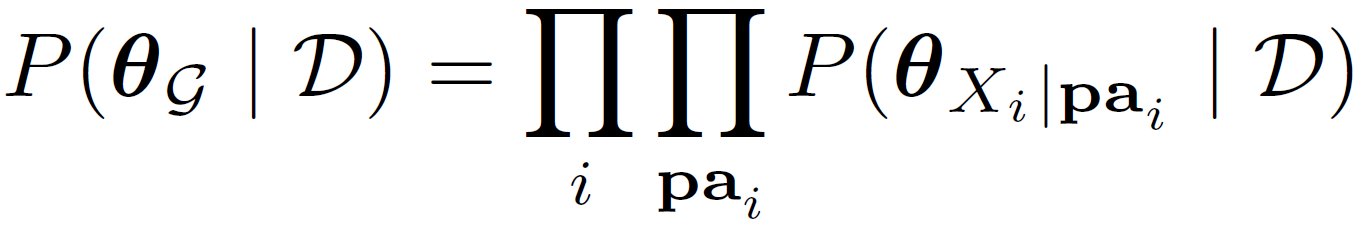 P(θ_𝒢 | 𝒟) = ∏_i ∏_{pa_i} P(θ_{X_i|pa_i} | 𝒟)